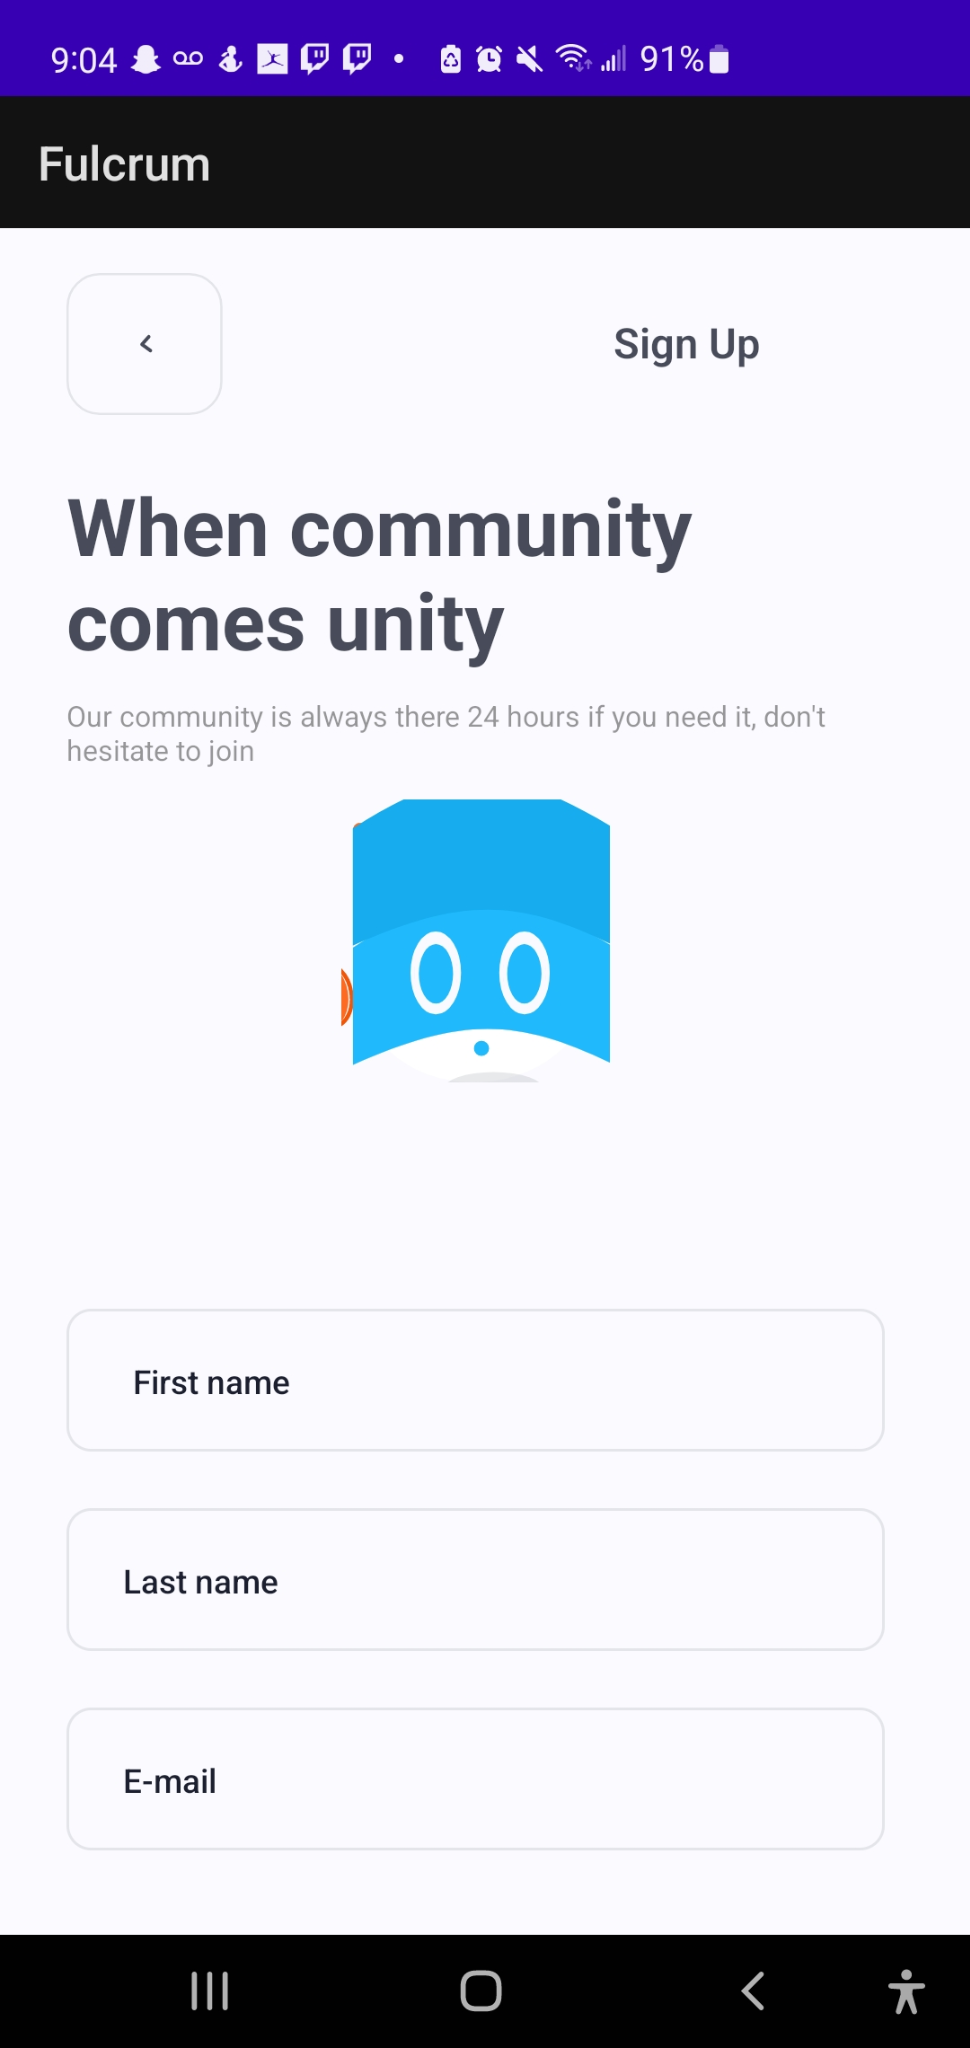 9:04 91%
Fulcrum
Sign Up
When community
comes unity
Our community is always there 24 hours if you need it, don't
hesitate to join
First name
Last name
E-mail